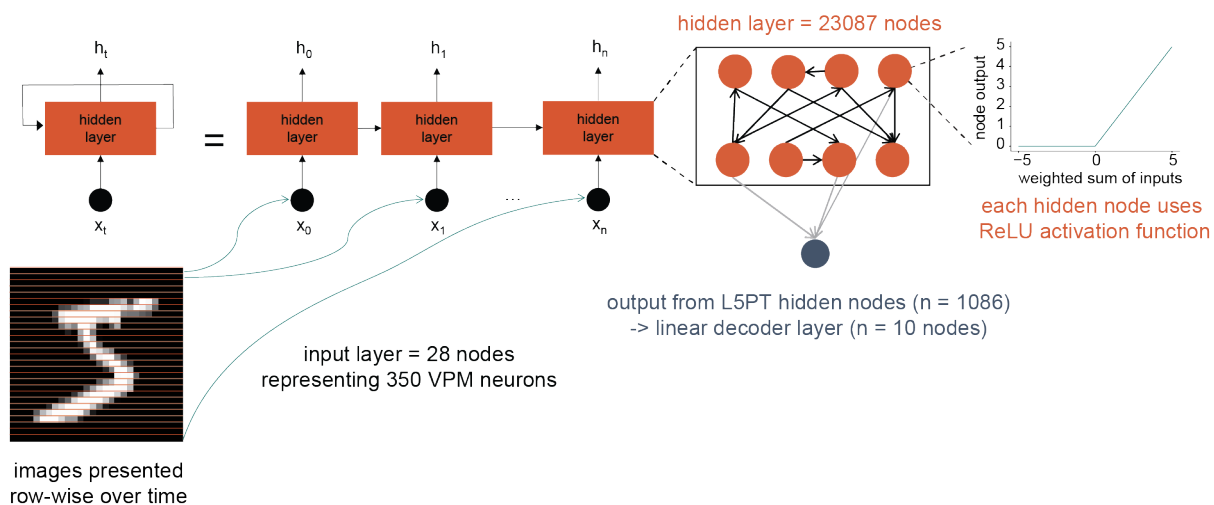 hidden layer = 23087 nodes
h_t
h_0
h_1
h_n
hidden
layer
=
hidden
layer
hidden
layer
hidden
layer
x_t
x_0
x_1
...
x_n
node output
5
4
3
2
1
0
−5
0
5
weighted sum of inputs
each hidden node uses
ReLU activation function
output from L5PT hidden nodes (n = 1086)
-> linear decoder layer (n = 10 nodes)
input layer = 28 nodes
representing 350 VPM neurons
images presented
row-wise over time